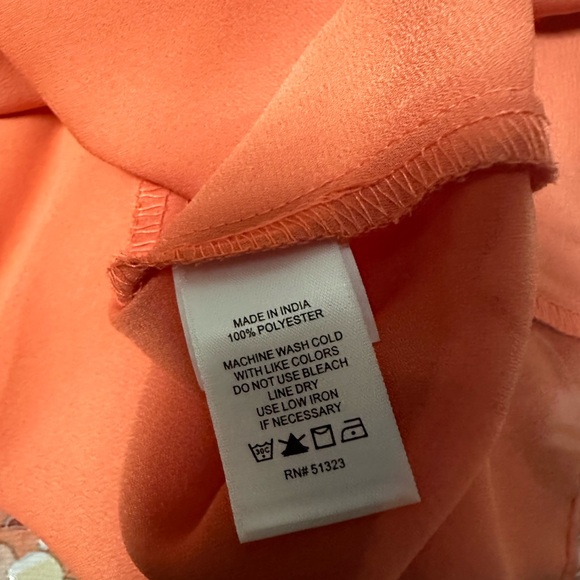 MADE IN INDIA
100% POLYESTER
MACHINE WASH COLD
WITH LIKE COLORS
DO NOT USE BLEACH
LINE DRY
USE LOW IRON
IF NECESSARY
30C
RN# 51323